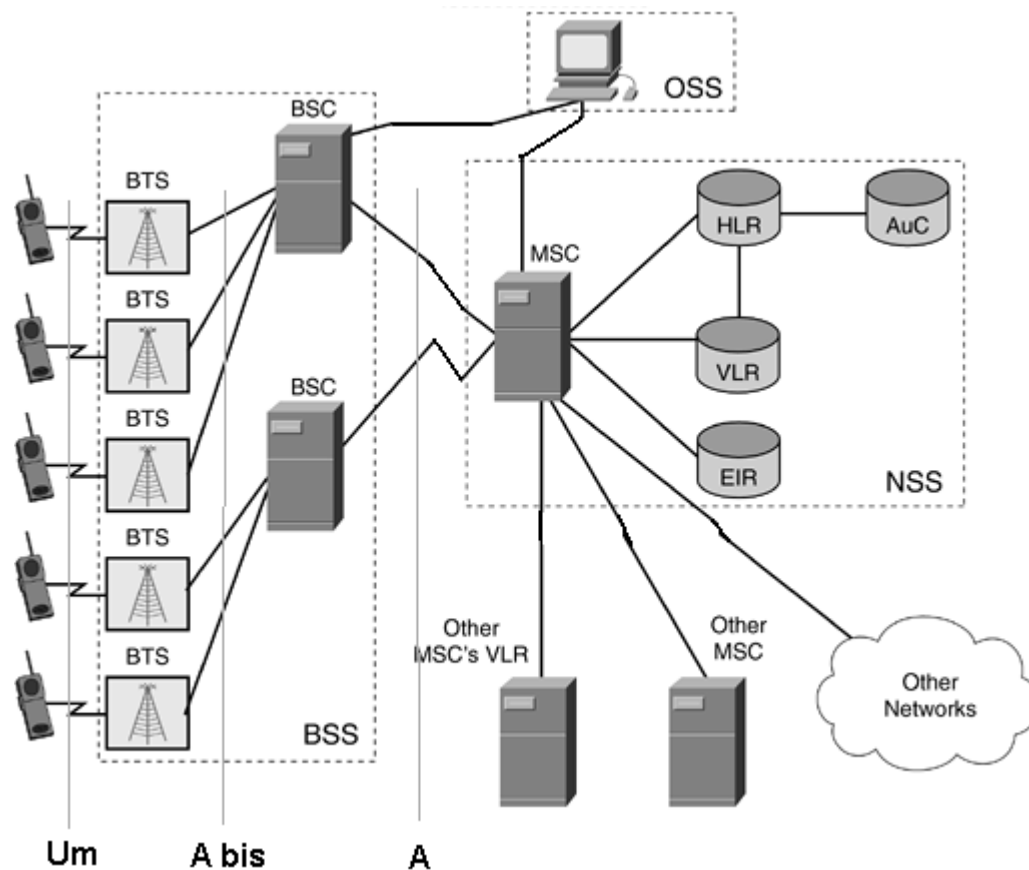 OSS
BSC
BTS
HLR
AuC
MSC
BTS
VLR
BSC
BTS
EIR
NSS
BTS
Other
MSC's VLR
Other
MSC
BTS
Other
Networks
BSS
Um
A bis
A